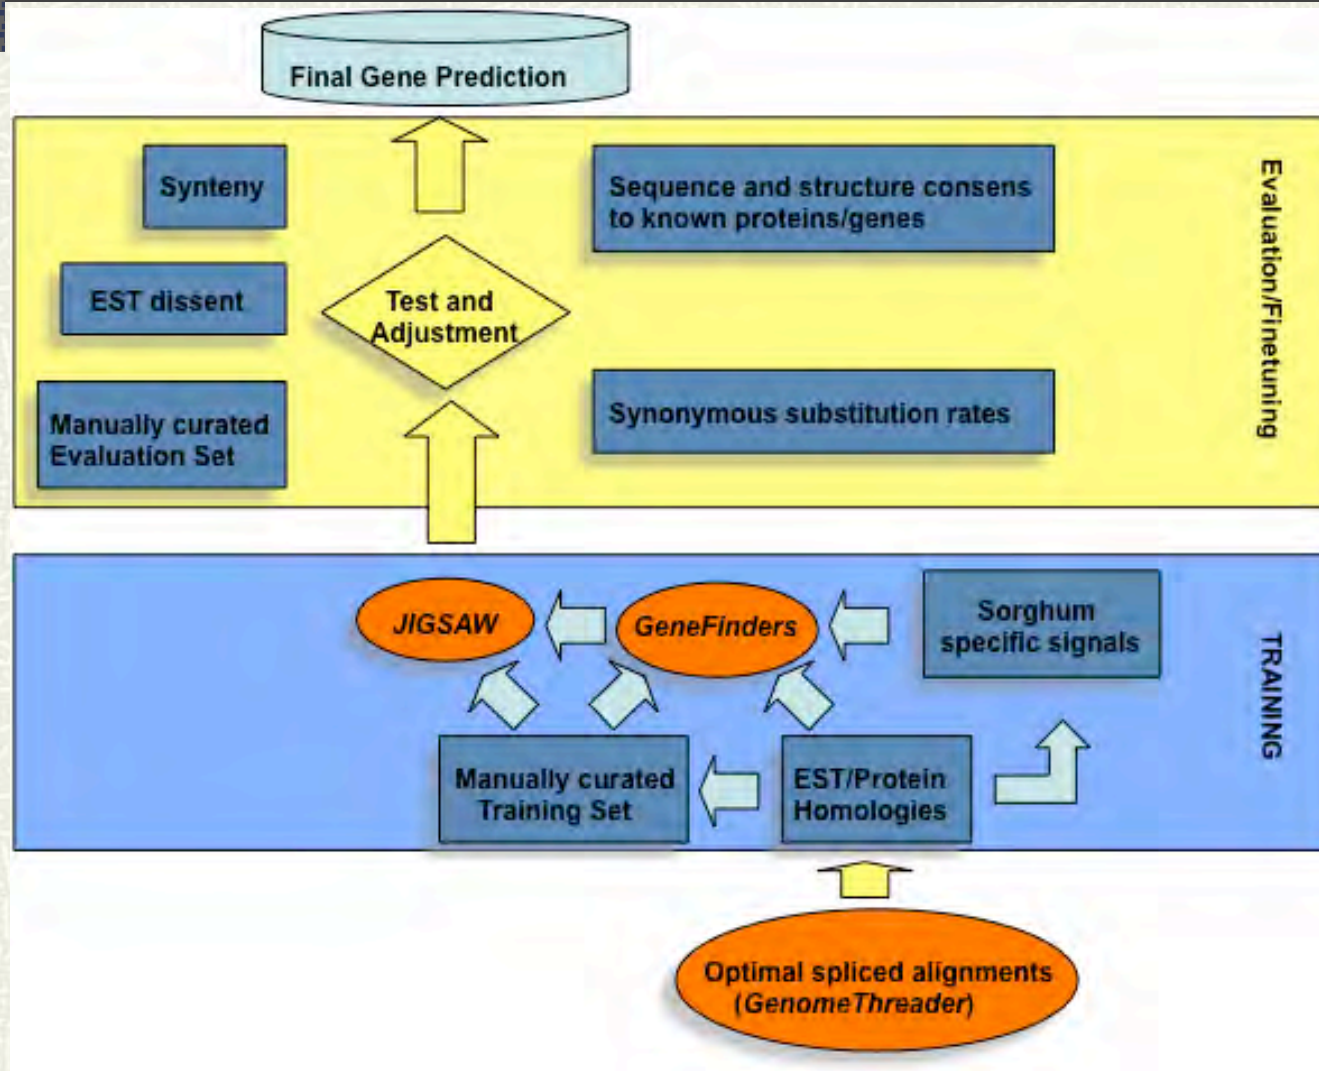 Final Gene Prediction
Synteny
Sequence and structure consens
to known proteins/genes
EST dissent
Test and
Adjustment
Manually curated
Evaluation Set
Synonymous substitution rates
Evaluation/Finetuning
JIGSAW
GeneFinders
Sorghum
specific signals
Manually curated
Training Set
EST/Protein
Homologies
TRAINING
Optimal spliced alignments
(GenomeThreader)